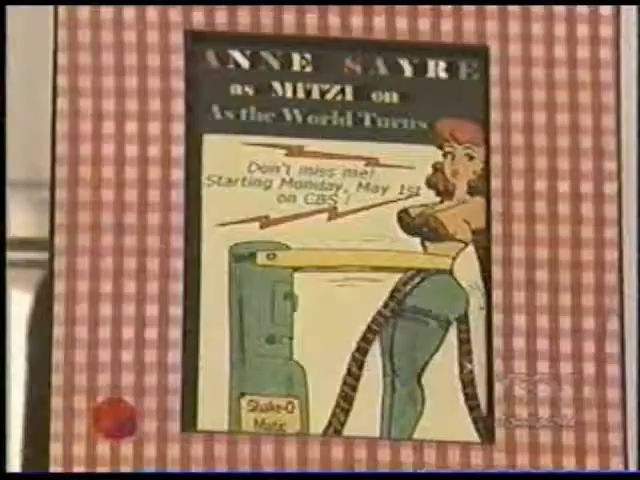 ANNE SAYRE
as MiTZI on
As the World Turns
Don't miss me!
Starting Monday, May 1st
on CBS !
Shake-O
Matic